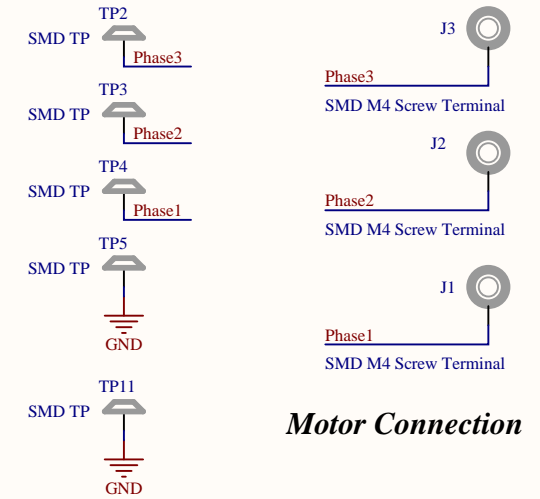 TP2
SMD TP
Phase3
TP3
SMD TP
Phase2
TP4
SMD TP
Phase1
TP5
SMD TP
GND
TP11
SMD TP
GND
J3
Phase3
SMD M4 Screw Terminal
J2
Phase2
SMD M4 Screw Terminal
J1
Phase1
SMD M4 Screw Terminal
Motor Connection